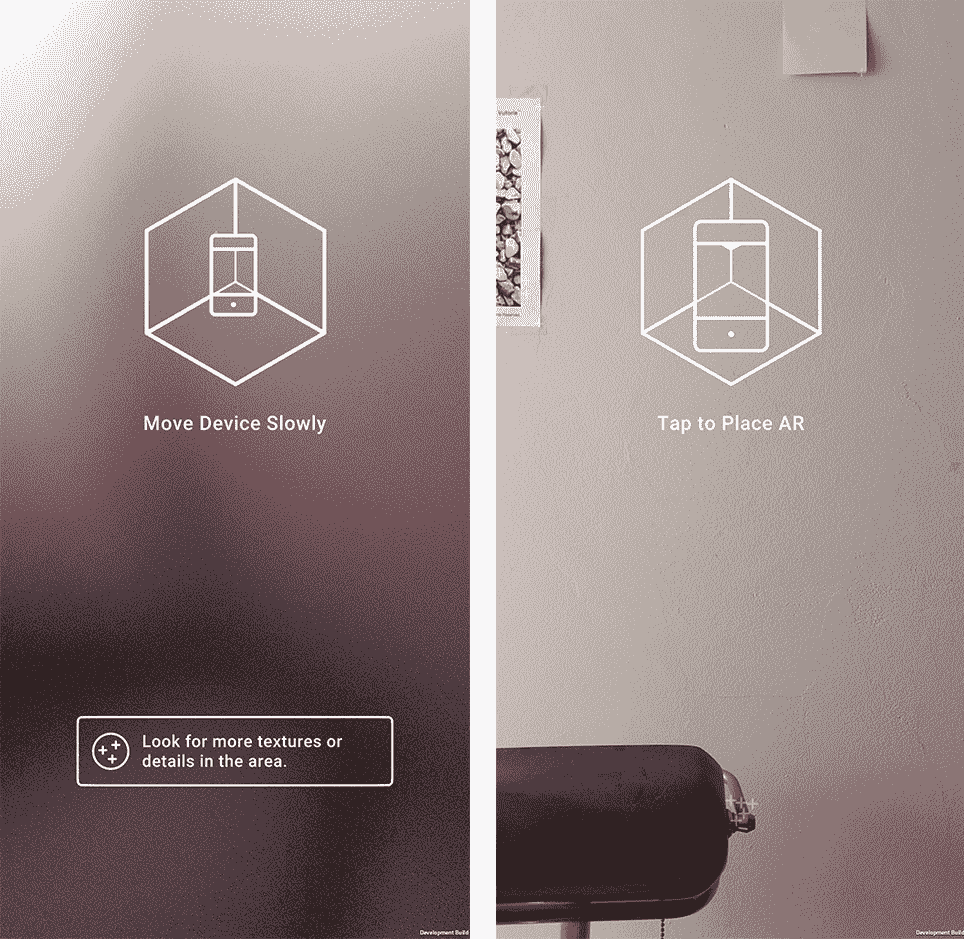 Move Device Slowly
Look for more textures or
details in the area.
Development Build
Tap to Place AR
Development Build